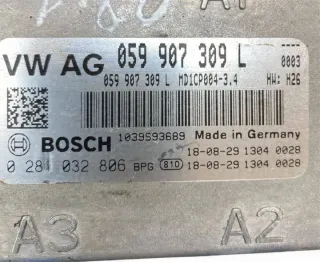 A1
VW AG 059 907 309 L 0003
059 907 309 L MD1CP004-3.4 HW: H26
BOSCH 1039S93689 Made in Germany
0 281 032 806 BPG 810 18-08-29 1304 0028
18-08-29 1304 0028
A3 A2